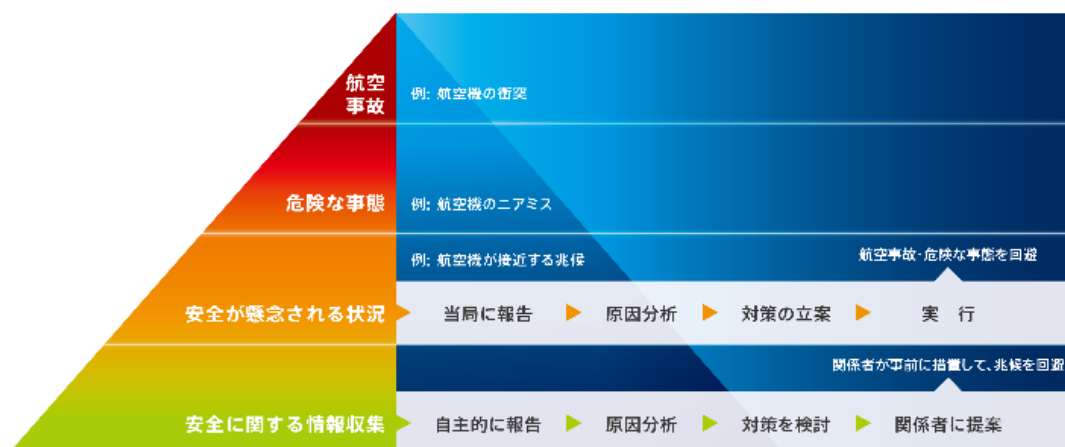 航空
事故
例: 航空機の衝突
危険な事態
例: 航空機のニアミス
例: 航空機が接近する兆候
航空事故・危険な事態を回避
安全が懸念される状況
当局に報告
原因分析
対策の立案
実 行
関係者が事前に措置して、兆候を回避
安全に関する情報収集
自主的に報告
原因分析
対策を検討
関係者に提案